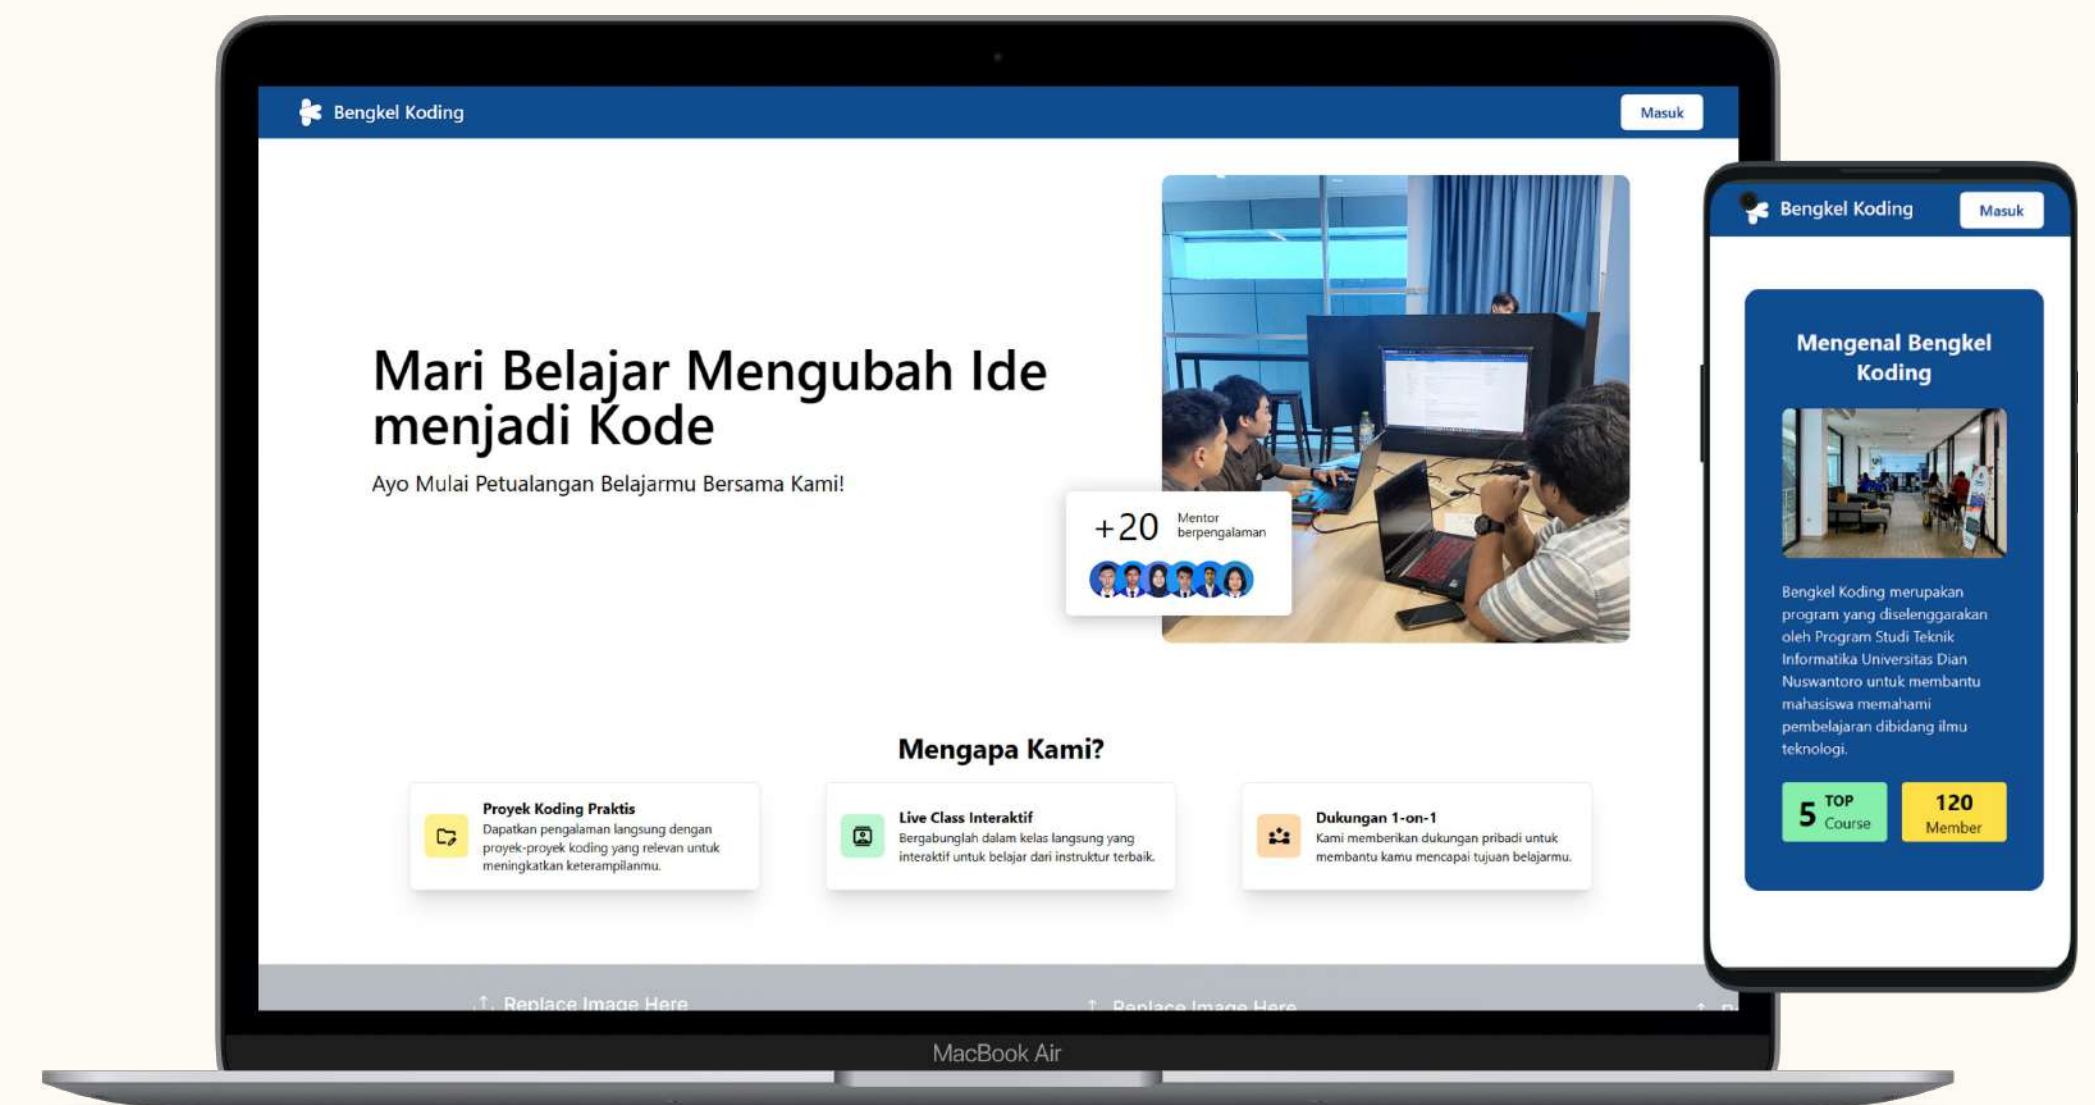 Bengkel Koding
Masuk
Mari Belajar Mengubah Ide
menjadi Kode
Ayo Mulai Petualangan Belajarmu Bersama Kami!
+20
Mentor
berpengalaman
Mengapa Kami?
Proyek Koding Praktis
Dapatkan pengalaman langsung dengan
proyek-proyek koding yang relevan untuk
meningkatkan keterampilanmu.
Live Class Interaktif
Bergabunglah dalam kelas langsung yang
interaktif untuk belajar dari instruktur terbaik.
Dukungan 1-on-1
Kami memberikan dukungan pribadi untuk
membantu kamu mencapai tujuan belajarmu.
Replace Image Here
Replace Image Here
MacBook Air
Bengkel Koding
Masuk
Mengenal Bengkel
Koding
Bengkel Koding merupakan
program yang diselenggarakan
oleh Program Studi Teknik
Informatika Universitas Dian
Nuswantoro untuk membantu
mahasiswa memahami
pembelajaran dibidang ilmu
teknologi.
5 TOP
Course
120
Member